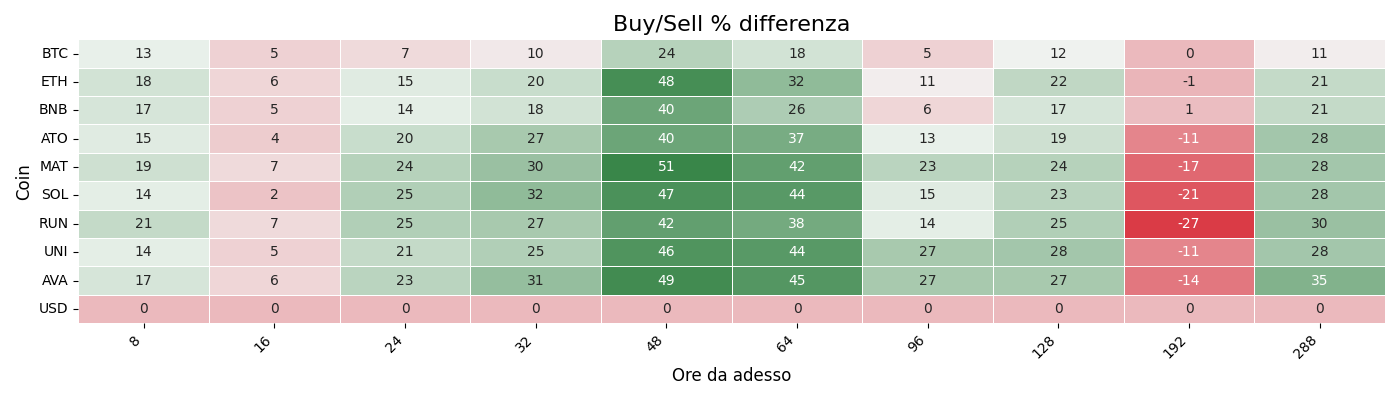 Buy/Sell % differenza
Coin
BTC 13 5 7 10 24 18 5 12 0 11
ETH 18 6 15 20 48 32 11 22 -1 21
BNB 17 5 14 18 40 26 6 17 1 21
ATO 15 4 20 27 40 37 13 19 -11 28
MAT 19 7 24 30 51 42 23 24 -17 28
SOL 14 2 25 32 47 44 15 23 -21 28
RUN 21 7 25 27 42 38 14 25 -27 30
UNI 14 5 21 25 46 44 27 28 -11 28
AVA 17 6 23 31 49 45 27 27 -14 35
USD 0 0 0 0 0 0 0 0 0 0
8 16 24 32 48 64 96 128 192 288
Ore da adesso